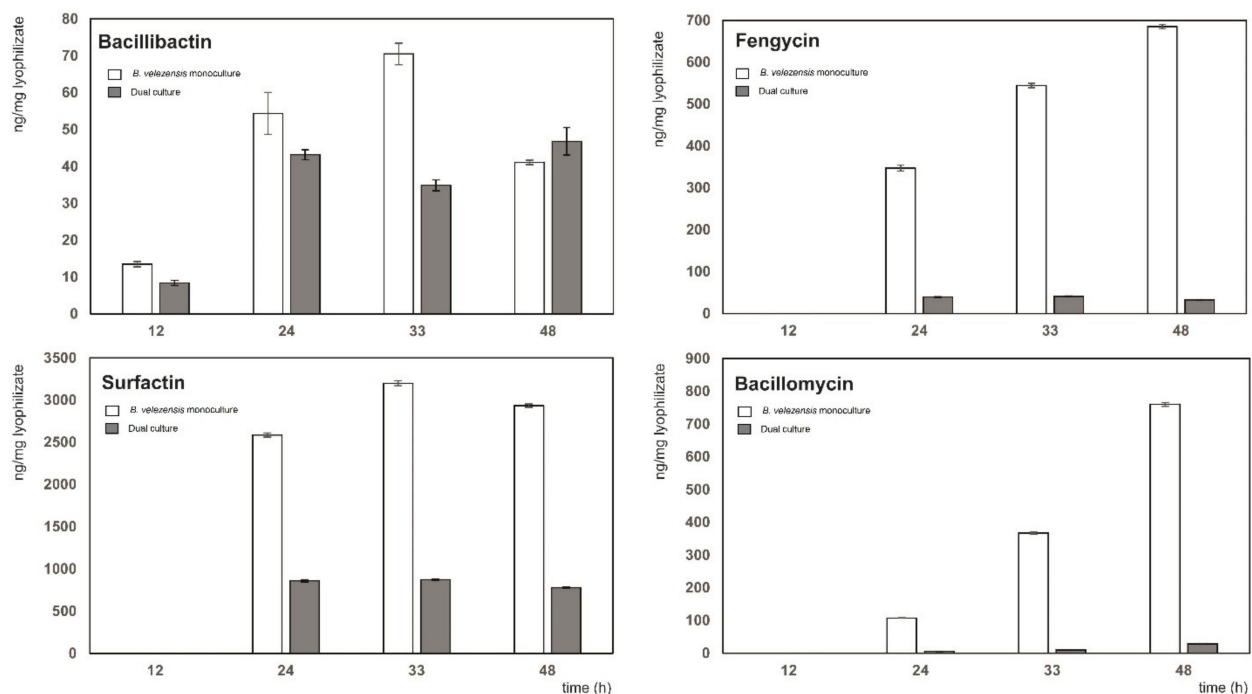 Bacillibactin
B. velezensis monoculture
Dual culture
ng/mg lyophilizate
80
70
60
50
40
30
20
10
0
12 24 33 48
Fengycin
B. velezensis monoculture
Dual culture
ng/mg lyophilizate
700
600
500
400
300
200
100
0
12 24 33 48
Surfactin
B. velezensis monoculture
Dual culture
ng/mg lyophilizate
3500
3000
2500
2000
1500
1000
500
0
12 24 33 48
time (h)
Bacillomycin
B. velezensis monoculture
Dual culture
ng/mg lyophilizate
900
800
700
600
500
400
300
200
100
0
12 24 33 48
time (h)